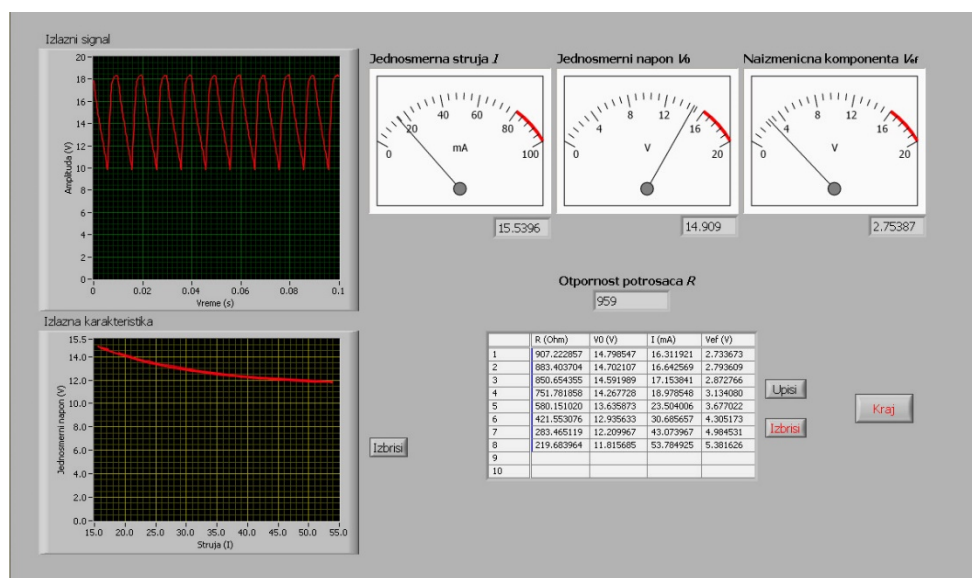 Izlazni signal
20
18
16
14
12
10
8
6
4
2
0
Amplituda (V)
0 0.02 0.04 0.06 0.08 0.1
Vreme (s)
Jednosmerna struja I
0 20 40 60 80 100
mA
15.5396
Jednosmerni napon V0
0 4 8 12 16 20
V
14.909
Naizmenicna komponenta Vef
0 4 8 12 16 20
V
2.75387
Otpornost potrosaca R
959
Izlazna karakteristika
15.5
14.0
12.0
10.0
8.0
6.0
4.0
2.0
0.0
Jednosmerni napon (V)
15.0 20.0 25.0 30.0 35.0 40.0 45.0 50.0 55.0
Struja (I)
Izbrisi
R (Ohm) V0 (V) I (mA) Vef (V)
1 907.222857 14.798547 16.311921 2.733673
2 883.403704 14.702107 16.642569 2.793609
3 850.654355 14.591989 17.153841 2.872766
4 751.781858 14.267728 18.978548 3.134080
5 580.151020 13.635873 23.504006 3.677022
6 421.553076 12.935633 30.685657 4.305173
7 283.465119 12.209967 43.073967 4.984531
8 219.683964 11.815685 53.784925 5.381626
9
10
Upisi
Izbrisi
Kraj